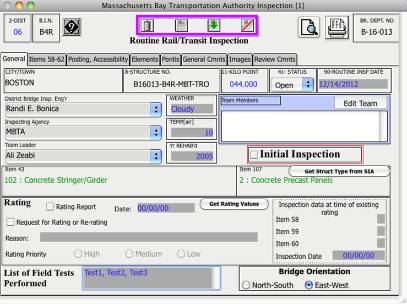 Massachusetts Bay Transportation Authority Inspection [1]
2-DIST
06
B.I.N.
B4R
BR. DEPT. NO
B-16-013
Routine Rail/Transit Inspection
General Items 58-62 Posting, Accessibility Elements Pontis General Cmnts Images Review Cmnts
CITY/TOWN
BOSTON
8-STRUCTURE NO.
B16013-B4R-MBT-TRO
11-KILO POINT
044.000
41- STATUS
Open
90-ROUTINE INSP DATE
12/14/2012
District Bridge Insp. Eng'r
Randi E. Bonica
WEATHER
Cloudy
Team Members
Edit Team
Inspecting Agency
MBTA
TEMP[air]
10
Team Leader
Ali Zeabi
Yr REHAB'd
2005
Initial Inspection
Item 43
102 : Concrete Stringer/Girder
Item 107
Get Struct Type from SIA
2 : Concrete Precast Panels
Rating
Rating Report
Date: 00/00/00
Get Rating Values
Request for Rating or Re-rating
Reason:
Rating Priority
High
Medium
Low
Inspection data at time of existing
rating
Item 58
Item 59
Item 60
Inspection Date 00/00/00
List of Field Tests
Performed
Test1, Test2, Test3
Bridge Orientation
North-South
East-West